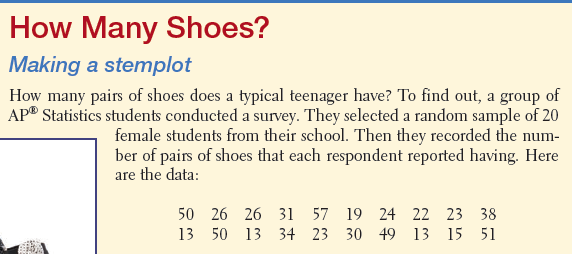 How Many Shoes?
Making a stemplot
How many pairs of shoes does a typical teenager have? To find out, a group of
AP® Statistics students conducted a survey. They selected a random sample of 20
female students from their school. Then they recorded the num-
ber of pairs of shoes that each respondent reported having. Here
are the data:
50 26 26 31 57 19 24 22 23 38
13 50 13 34 23 30 49 13 15 51